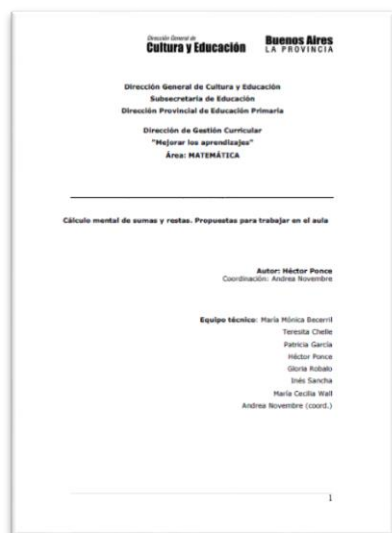 Dirección General de
Cultura y Educación
Buenos Aires
LA PROVINCIA
Dirección General de Cultura y Educación
Subsecretaría de Educación
Dirección Provincial de Educación Primaria
Dirección de Gestión Curricular
"Mejorar los aprendizajes"
Área: MATEMÁTICA
Cálculo mental de sumas y restas. Propuestas para trabajar en el aula
Autor: Héctor Ponce
Coordinación: Andrea Novembre
Equipo técnico: María Mónica Becerril
Teresita Chelle
Patricia García
Héctor Ponce
Gloria Robalo
Inés Sancha
María Cecilia Wall
Andrea Novembre (coord.)
1